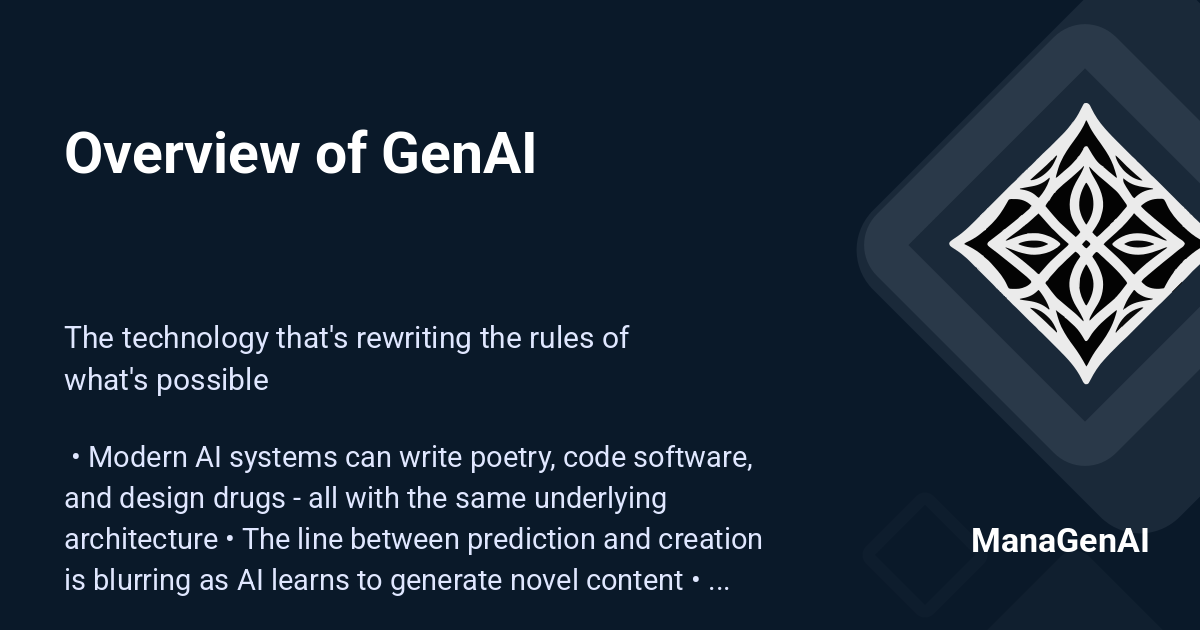 Overview of GenAI
The technology that's rewriting the rules of
what's possible
• Modern AI systems can write poetry, code software,
and design drugs - all with the same underlying
architecture • The line between prediction and creation
is blurring as AI learns to generate novel content • ...
ManaGenAI